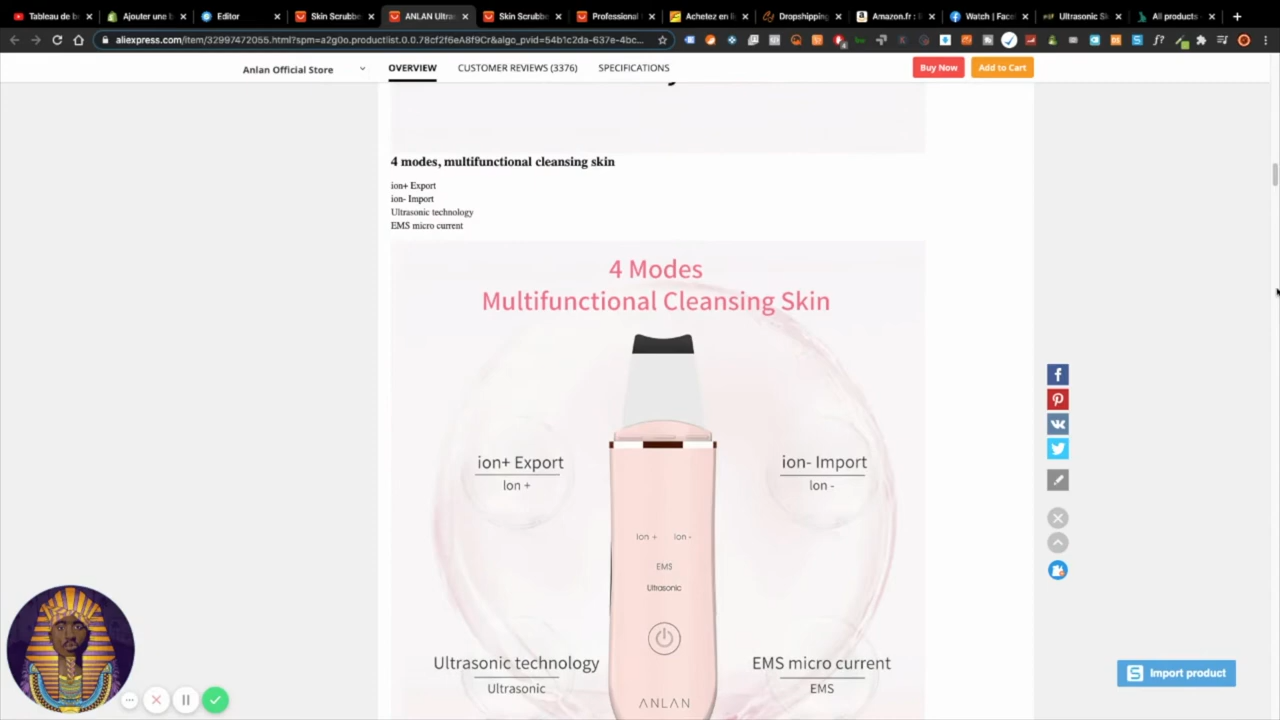 Tableau de b
Ajouter une b
Editor
Skin Scrubbe
ANLAN Ultra
Skin Scrubbe
Professional
Achetez en li
Dropshipping
Amazon.fr :
Watch | Fac
Ultrasonic Sk
All products
aliexpress.com/item/32997472055.html?spm=a2g0o.productlist.0.0.78cf2f6eA8f9Cr&algo_pvid=54b1c2da-637e-4bc...
Anlan Official Store
OVERVIEW
CUSTOMER REVIEWS (3376)
SPECIFICATIONS
Buy Now
Add to Cart
4 modes, multifunctional cleansing skin
ion+ Export
ion- Import
Ultrasonic technology
EMS micro current
4 Modes
Multifunctional Cleansing Skin
ion+ Export
Ion +
ion- Import
Ion -
Ion + Ion -
EMS
Ultrasonic
Ultrasonic technology
Ultrasonic
EMS micro current
EMS
ANLAN
Import product